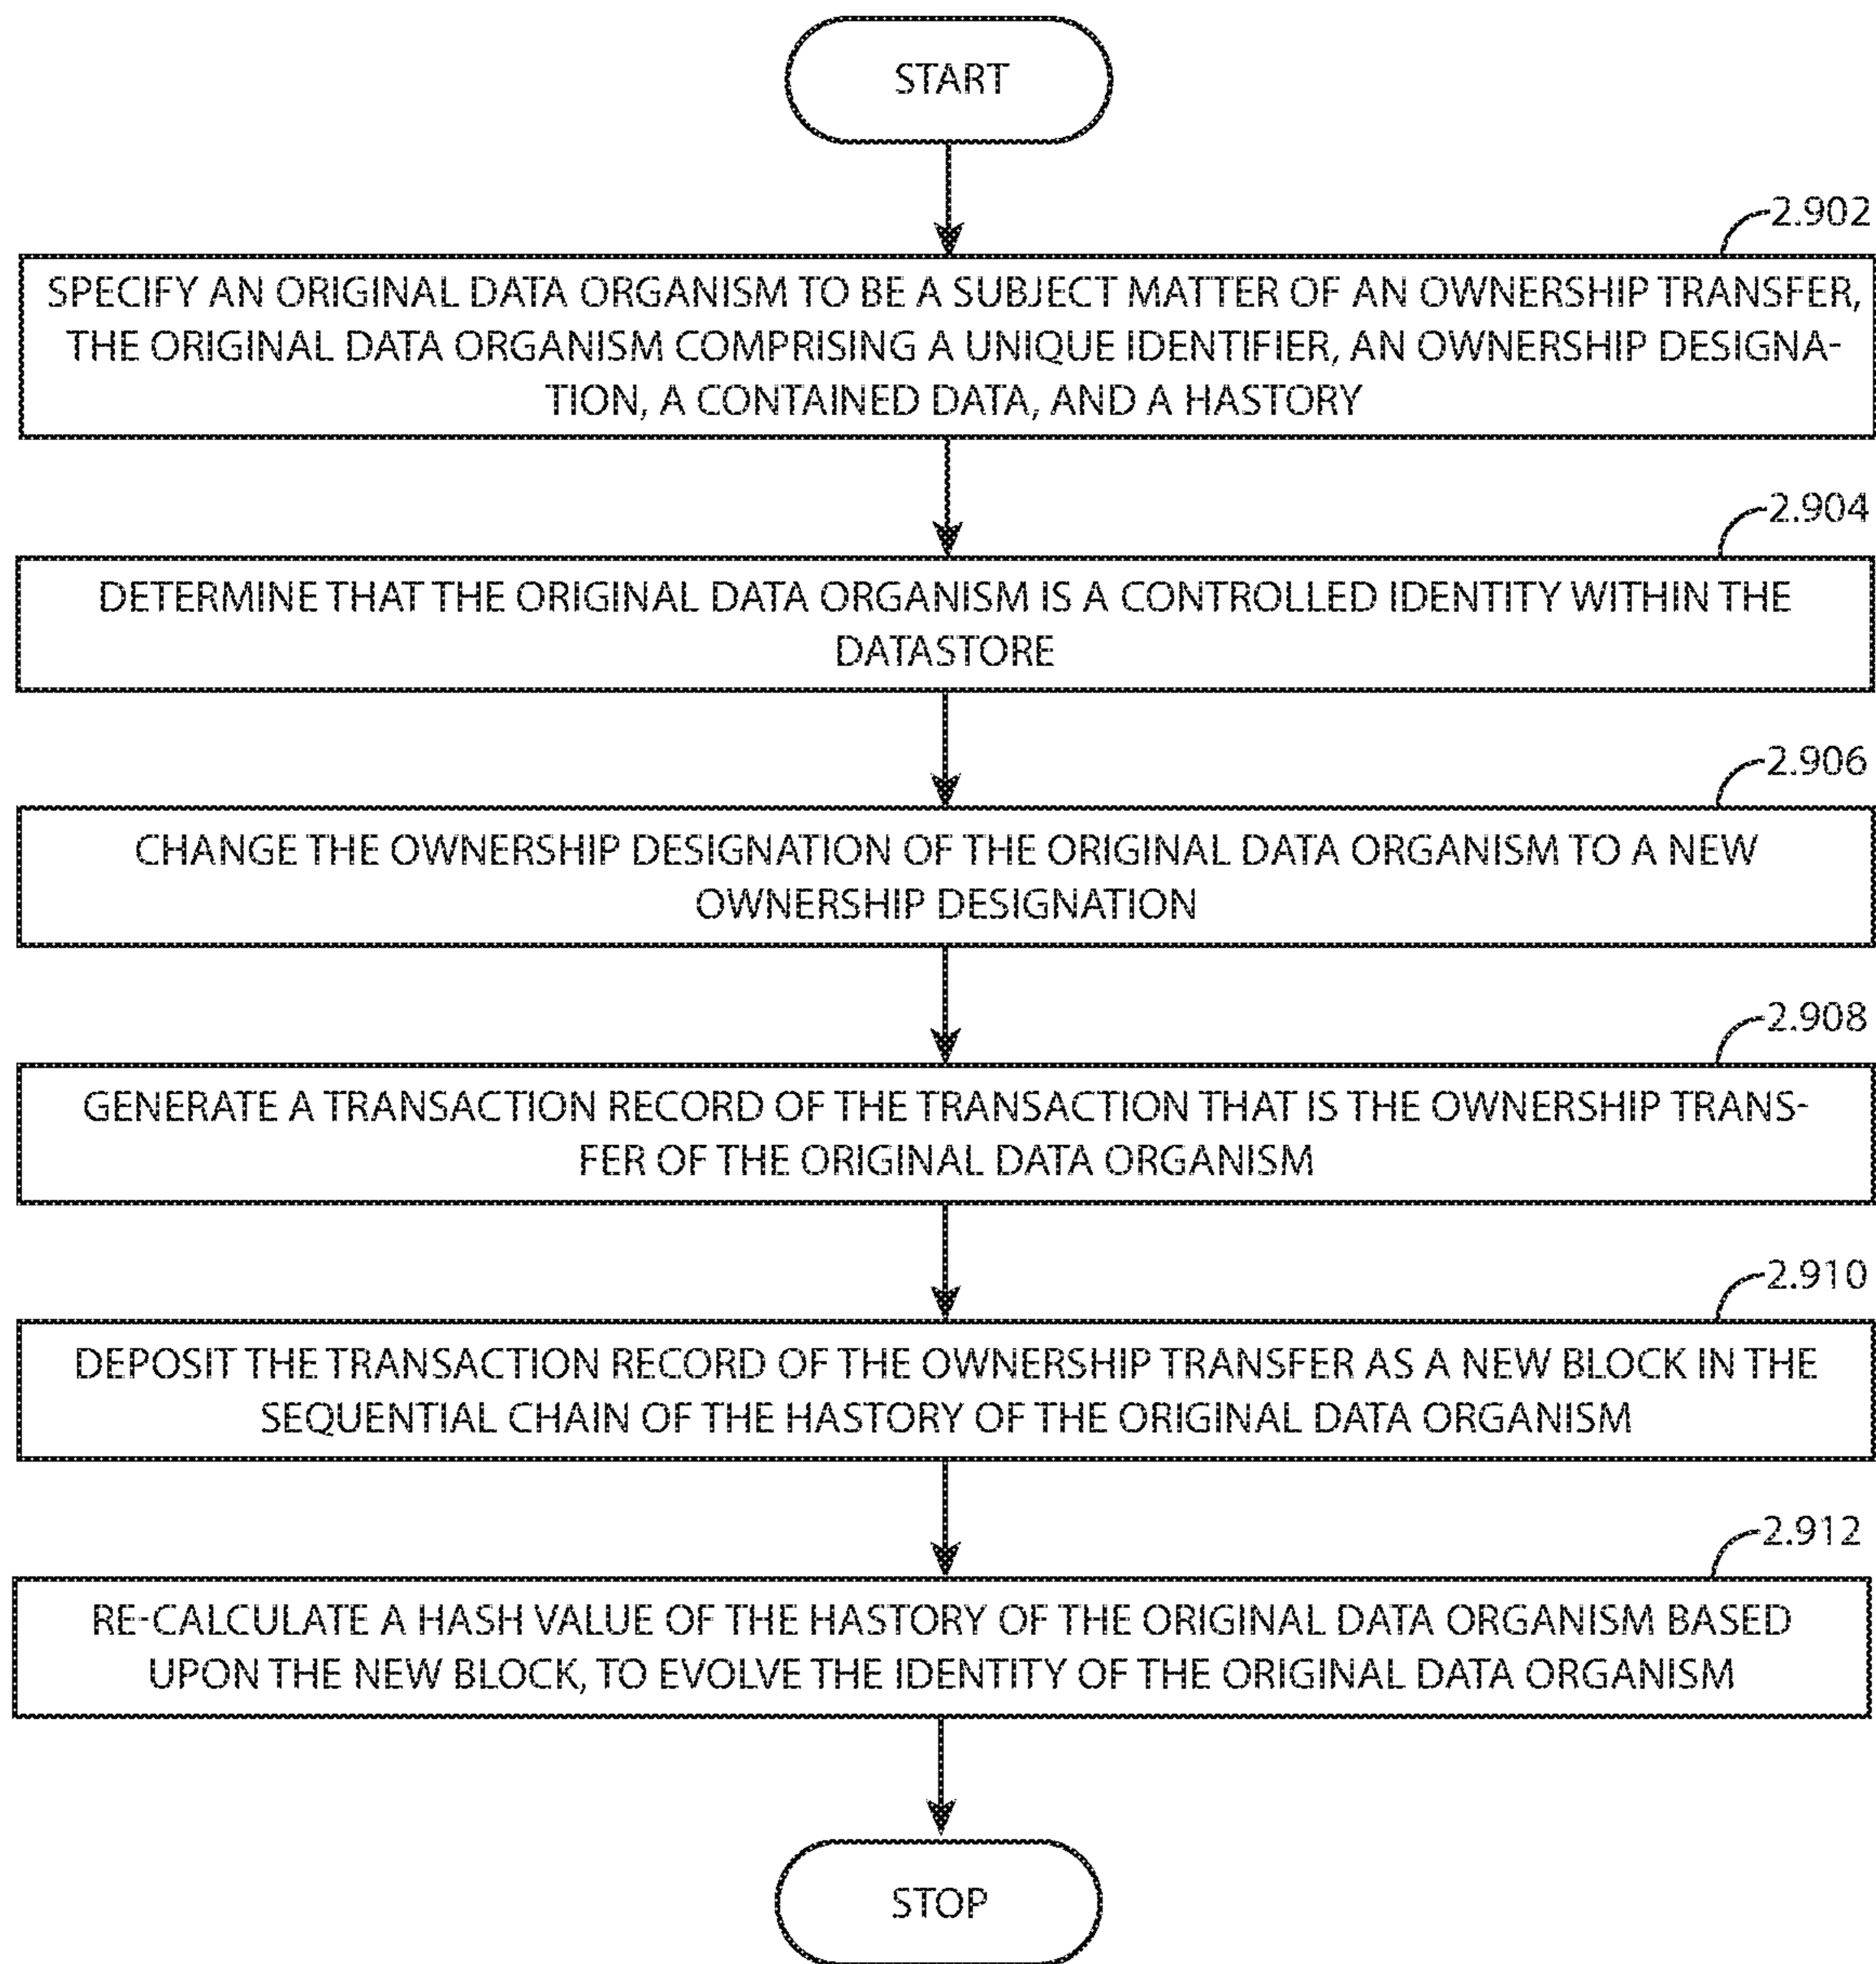 START
2.902
SPECIFY AN ORIGINAL DATA ORGANISM TO BE A SUBJECT MATTER OF AN OWNERSHIP TRANSFER,
THE ORIGINAL DATA ORGANISM COMPRISING A UNIQUE IDENTIFIER, AN OWNERSHIP DESIGNA-
TION, A CONTAINED DATA, AND A HASTORY
2.904
DETERMINE THAT THE ORIGINAL DATA ORGANISM IS A CONTROLLED IDENTITY WITHIN THE
DATASTORE
2.906
CHANGE THE OWNERSHIP DESIGNATION OF THE ORIGINAL DATA ORGANISM TO A NEW
OWNERSHIP DESIGNATION
2.908
GENERATE A TRANSACTION RECORD OF THE TRANSACTION THAT IS THE OWNERSHIP TRANS-
FER OF THE ORIGINAL DATA ORGANISM
2.910
DEPOSIT THE TRANSACTION RECORD OF THE OWNERSHIP TRANSFER AS A NEW BLOCK IN THE
SEQUENTIAL CHAIN OF THE HASTORY OF THE ORIGINAL DATA ORGANISM
2.912
RE-CALCULATE A HASH VALUE OF THE HASTORY OF THE ORIGINAL DATA ORGANISM BASED
UPON THE NEW BLOCK, TO EVOLVE THE IDENTITY OF THE ORIGINAL DATA ORGANISM
STOP